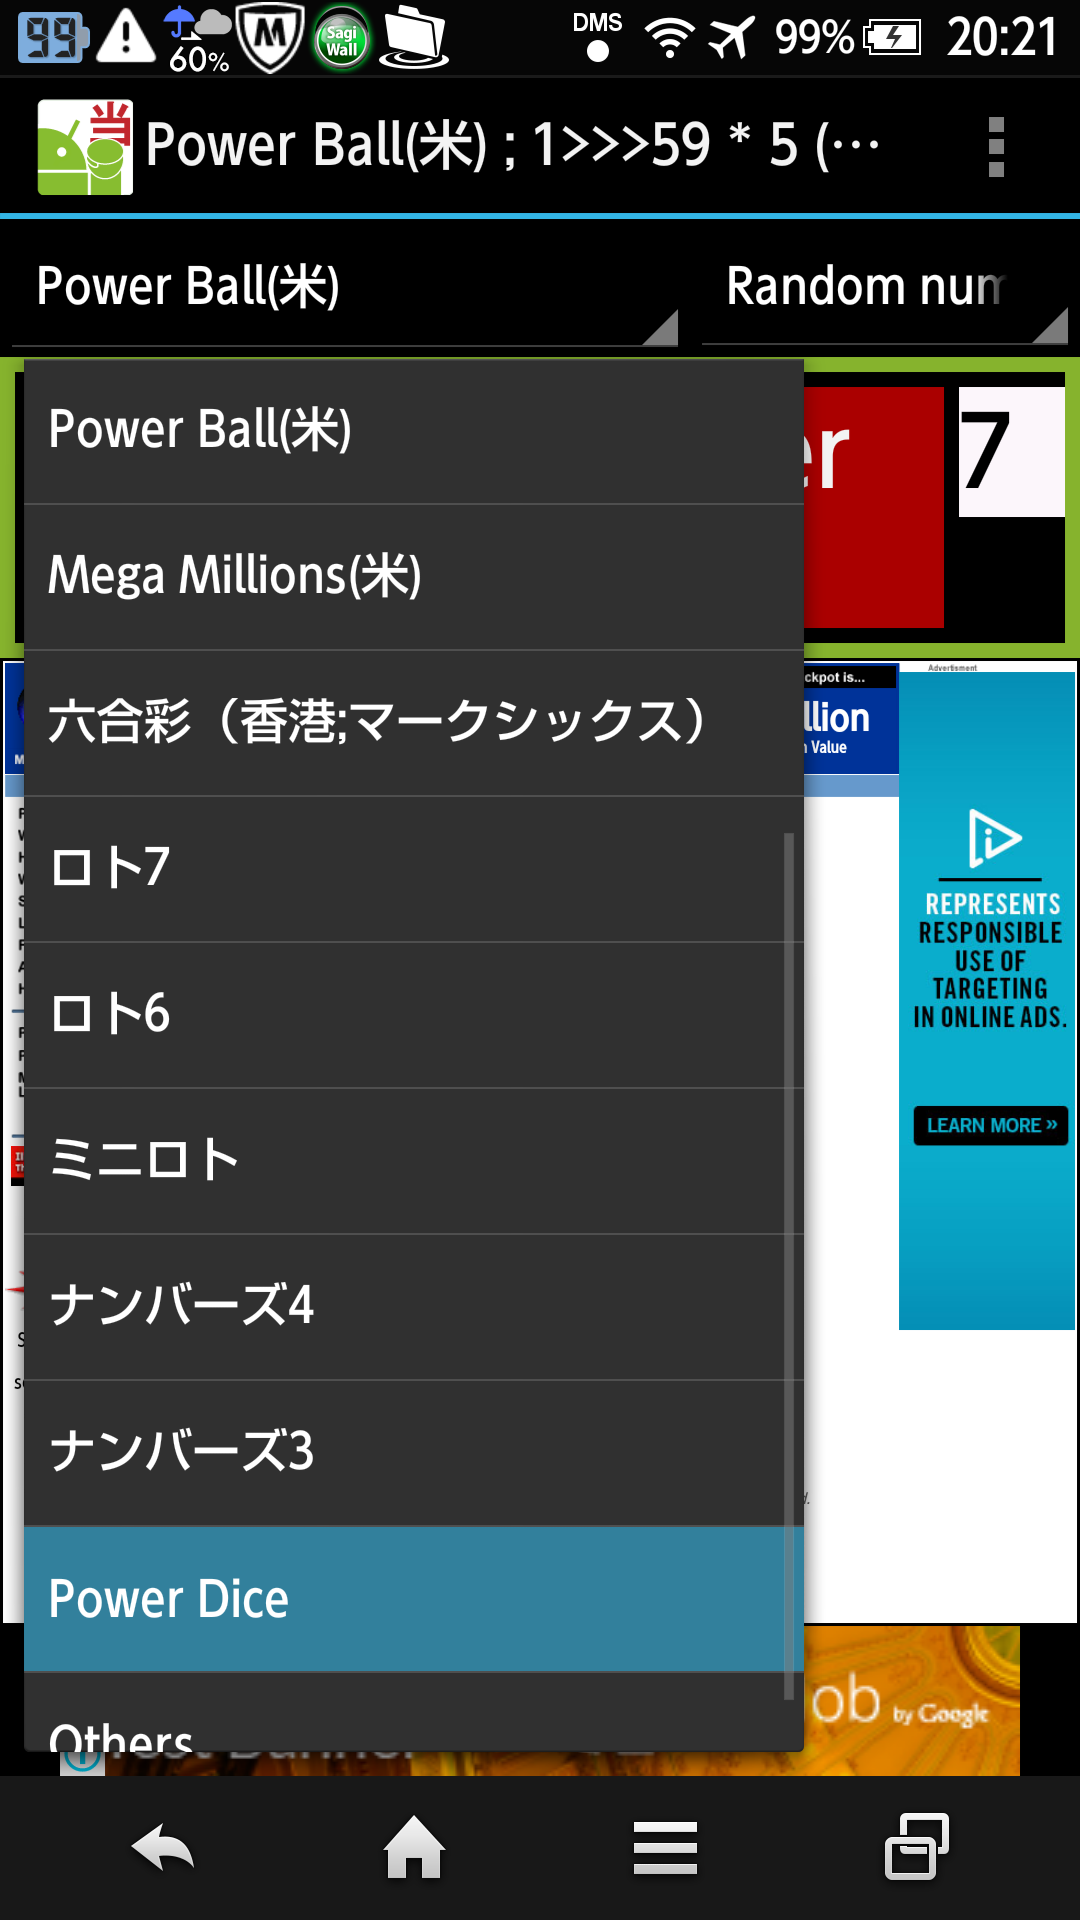 99
60%
M
Sagi
Wall
DMS
99%
20:21
当
Power Ball(米) ; 1>>>59 * 5 (…
Power Ball(米)
Random num
er
7
Power Ball(米)
Mega Millions(米)
六合彩（香港;マークシックス）
ロト7
ロト6
ミニロト
ナンバーズ4
ナンバーズ3
Power Dice
Others
ckpot is...
llion
Value
Advertisment
REPRESENTS
RESPONSIBLE
USE OF
TARGETING
IN ONLINE ADS.
LEARN MORE »
ob by Google